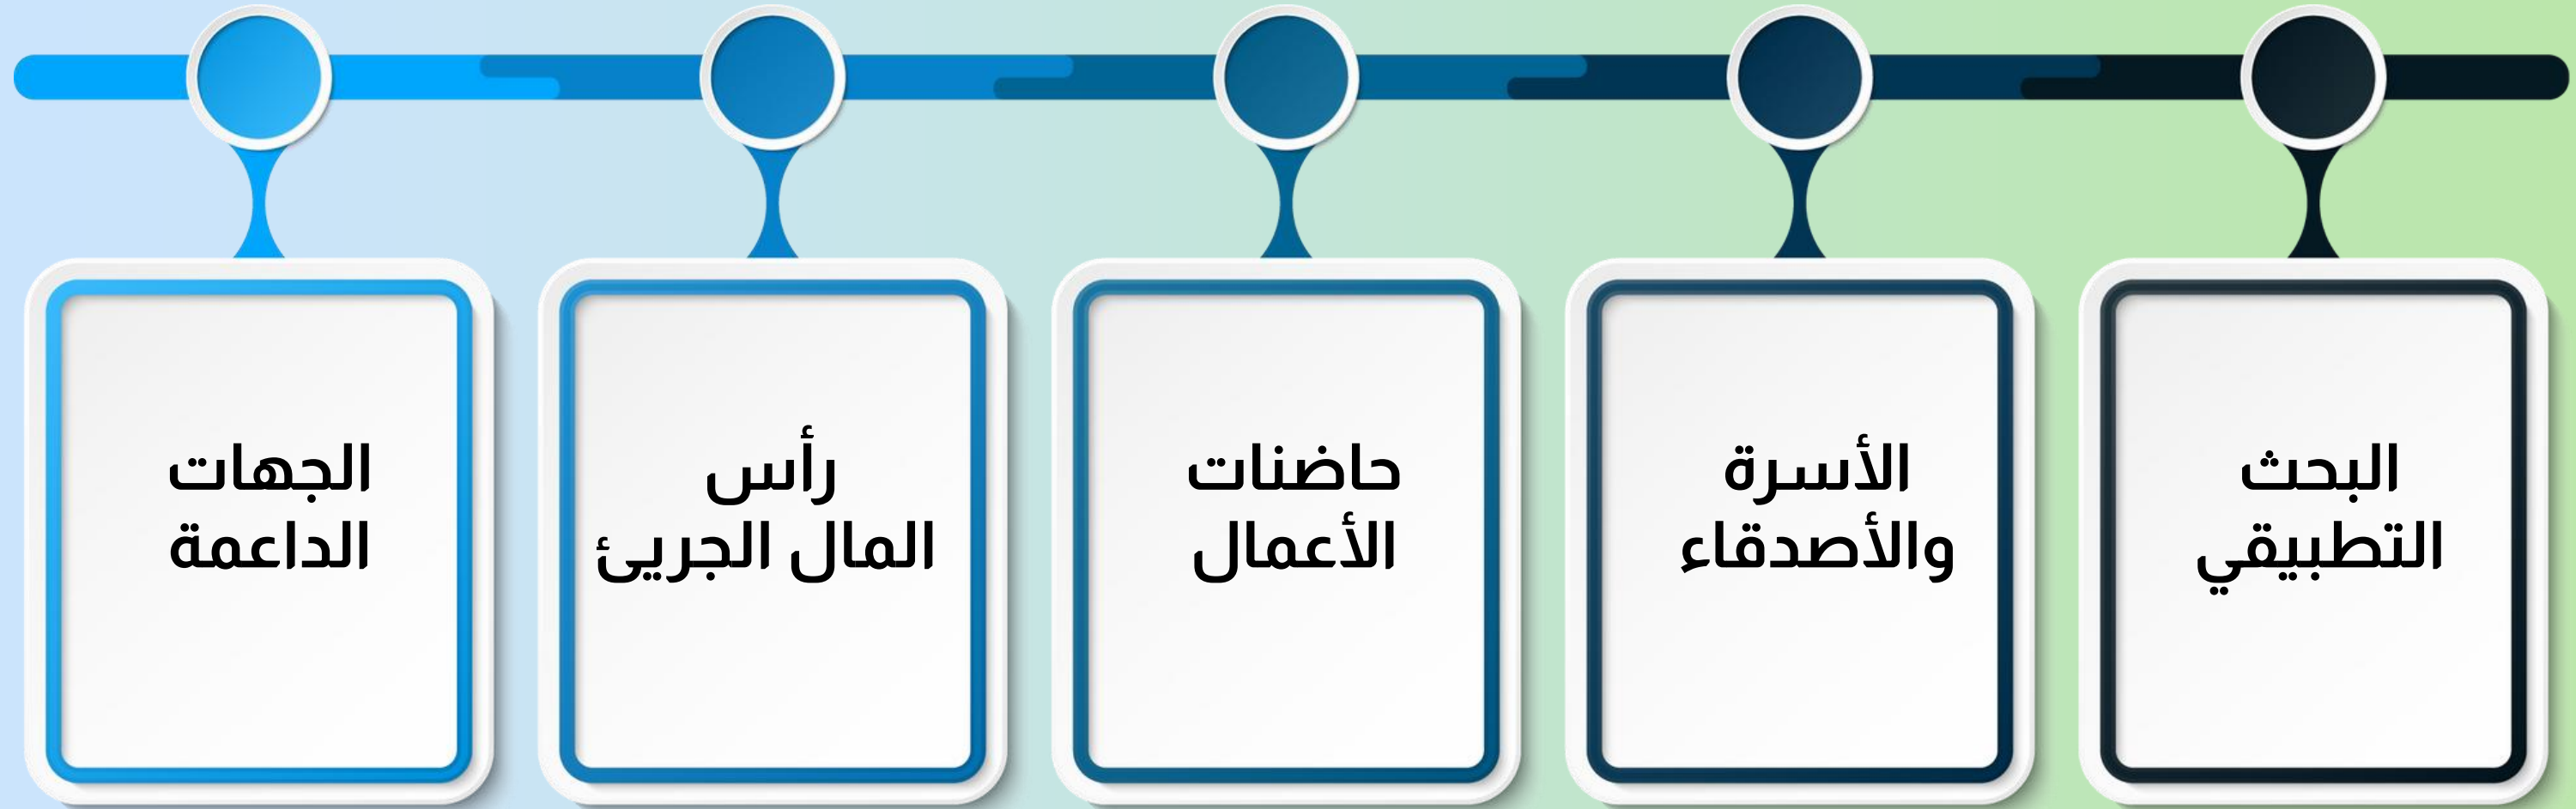 البحث
التطبيقي
الأسرة
والأصدقاء
حاضنات
الأعمال
رأس
المال الجريئ
الجهات
الداعمة